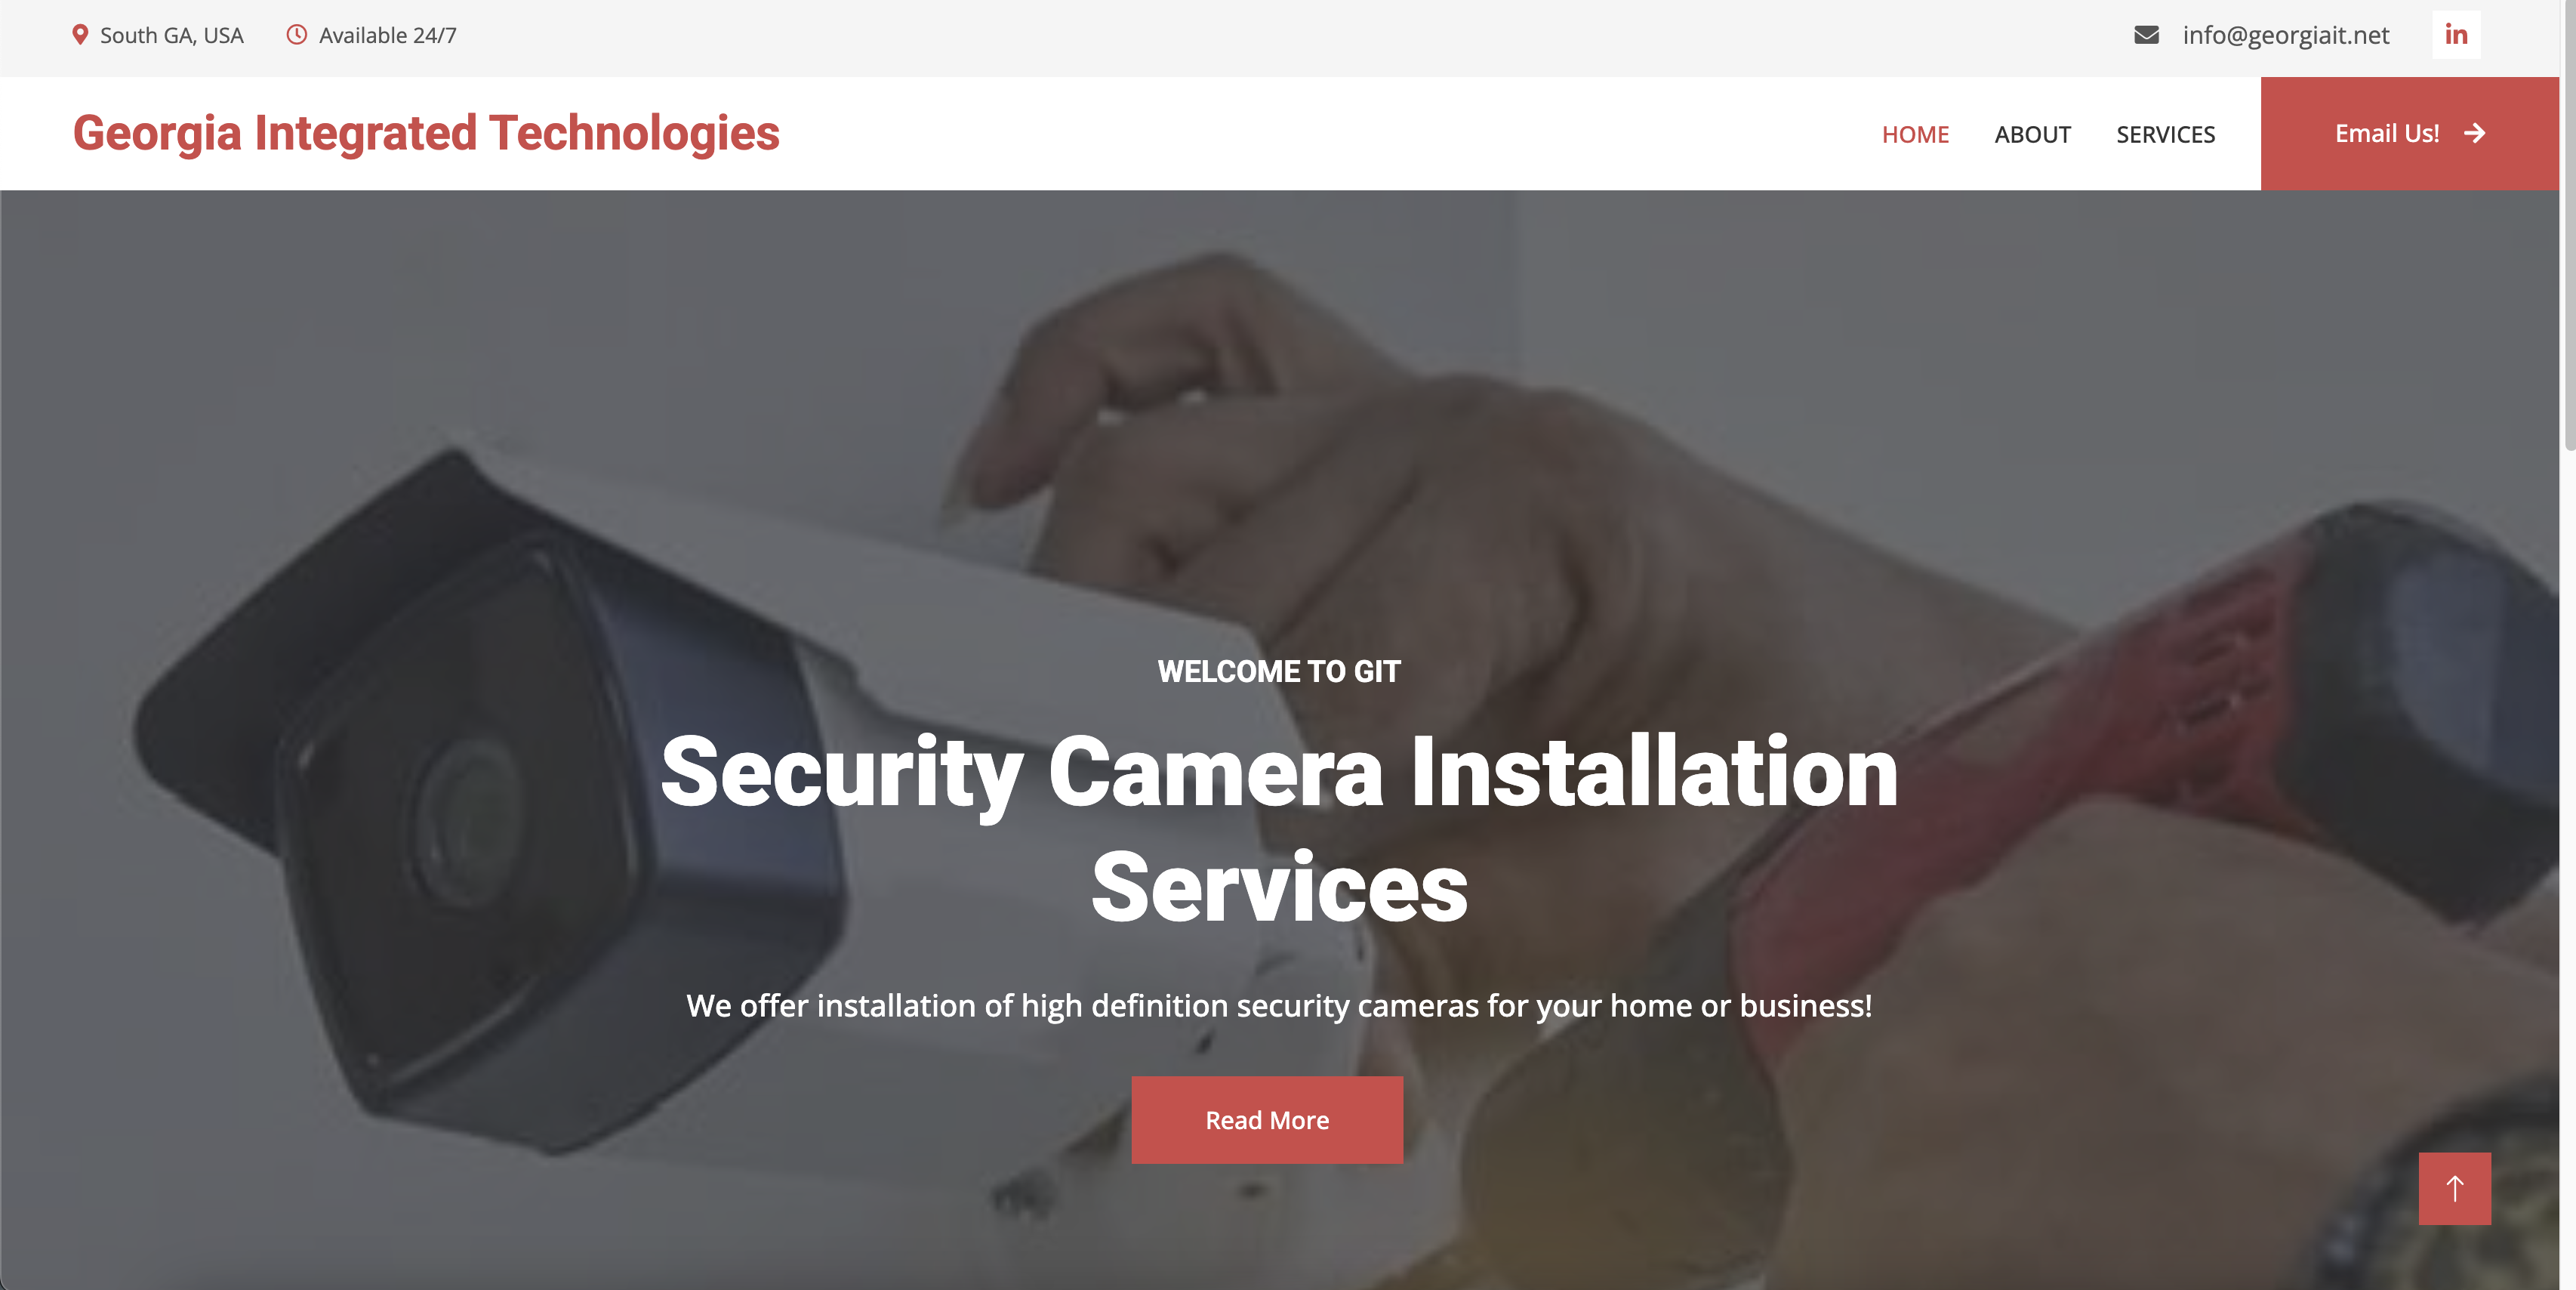 South GA, USA
Available 24/7
info@georgiait.net
in
Georgia Integrated Technologies
HOME
ABOUT
SERVICES
Email Us!
WELCOME TO GIT
Security Camera Installation
Services
We offer installation of high definition security cameras for your home or business!
Read More